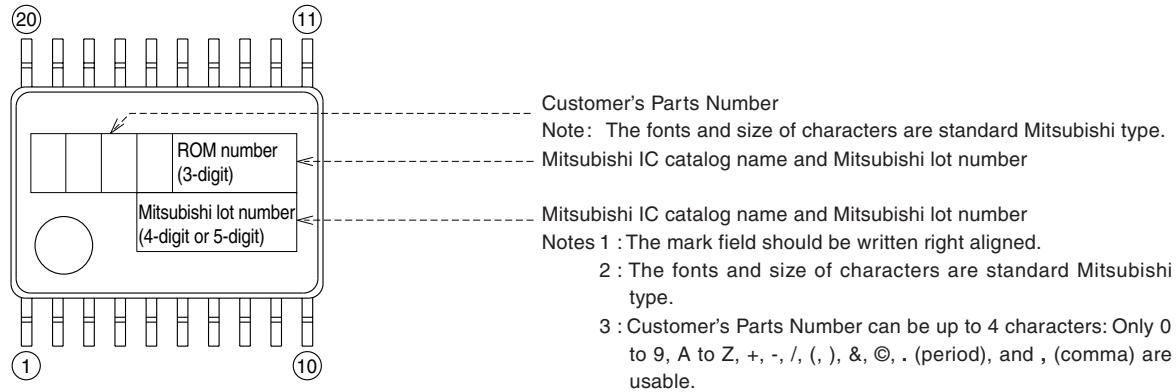 20
11
ROM number
(3-digit)
Mitsubishi lot number
(4-digit or 5-digit)
1
10
Customer's Parts Number
Note: The fonts and size of characters are standard Mitsubishi type.
Mitsubishi IC catalog name and Mitsubishi lot number
Mitsubishi IC catalog name and Mitsubishi lot number
Notes 1 : The mark field should be written right aligned.
2 : The fonts and size of characters are standard Mitsubishi
type.
3 : Customer's Parts Number can be up to 4 characters: Only 0
to 9, A to Z, +, -, /, (, ), &, ©, . (period), and , (comma) are
usable.